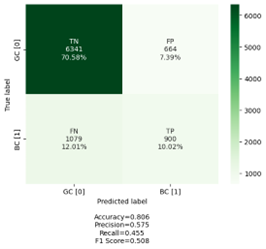 TN
6341
70.58%
FP
664
7.39%
FN
1079
12.01%
TP
900
10.02%
GC [0]
BC [1]
True label
GC [0]
BC [1]
Predicted label
Accuracy=0.806
Precision=0.575
Recall=0.455
F1 Score=0.508
6000
5000
4000
3000
2000
1000